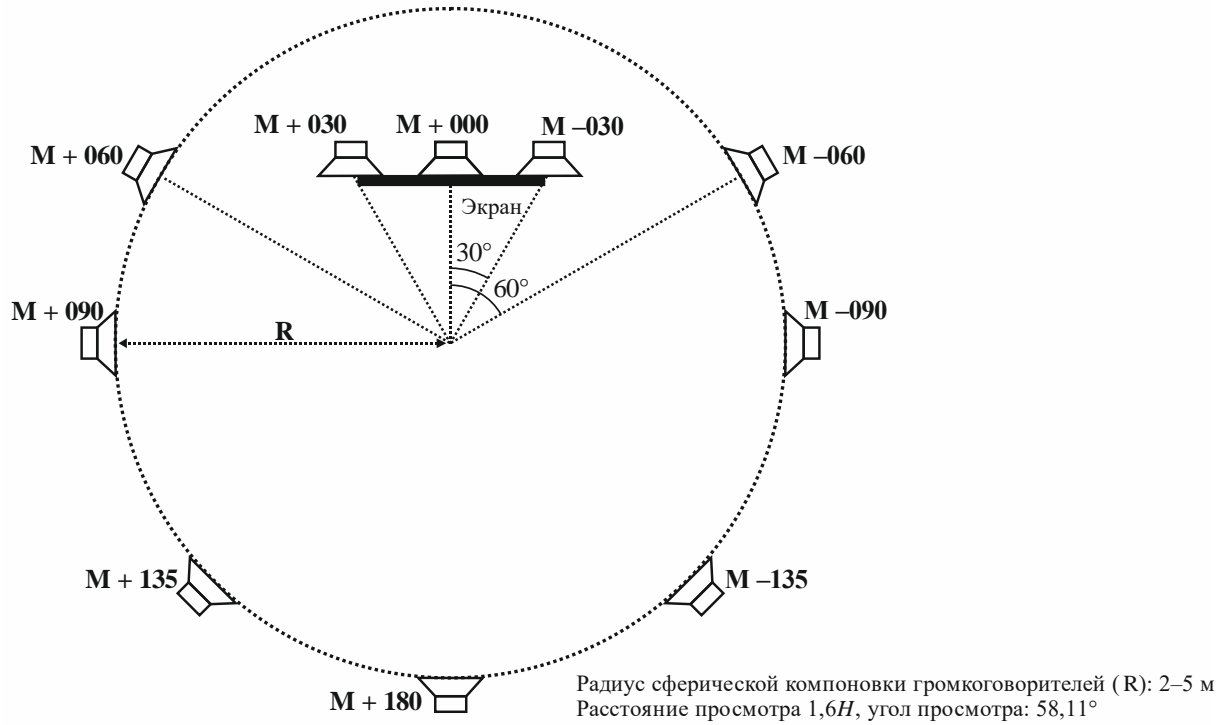 M + 030 M + 000 M –030
M + 060 M –060
Экран
30°
60°
M + 090 M –090
R
M + 135 M –135
M + 180
Радиус сферической компоновки громкоговорителей (R): 2–5 м
Расстояние просмотра 1,6H, угол просмотра: 58,11°